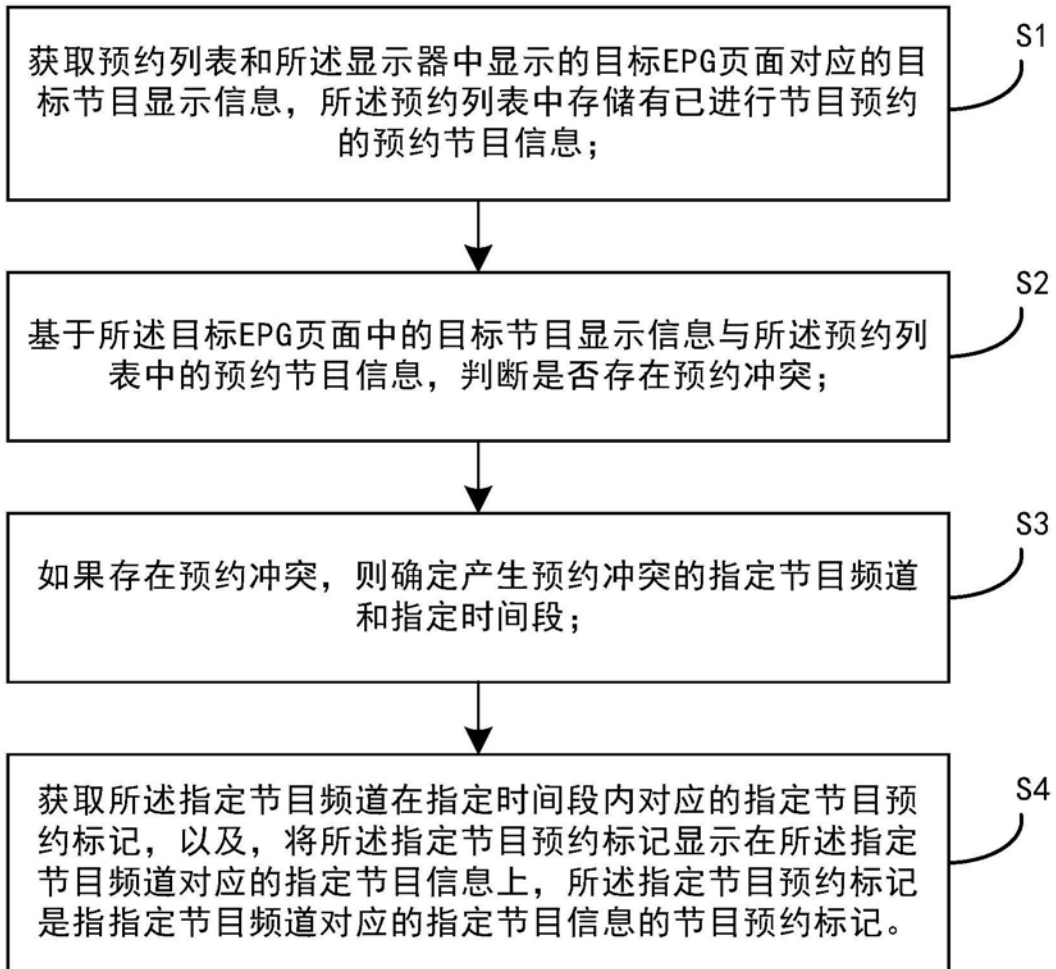 S1
获取预约列表和所述显示器中显示的目标EPG页面对应的目
标节目显示信息，所述预约列表中存储有已进行节目预约
的预约节目信息；
S2
基于所述目标EPG页面中的目标节目显示信息与所述预约列
表中的预约节目信息，判断是否存在预约冲突；
S3
如果存在预约冲突，则确定产生预约冲突的指定节目频道
和指定时间段；
S4
获取所述指定节目频道在指定时间段内对应的指定节目预
约标记，以及，将所述指定节目预约标记显示在所述指定
节目频道对应的指定节目信息上，所述指定节目预约标记
是指指定节目频道对应的指定节目信息的节目预约标记。